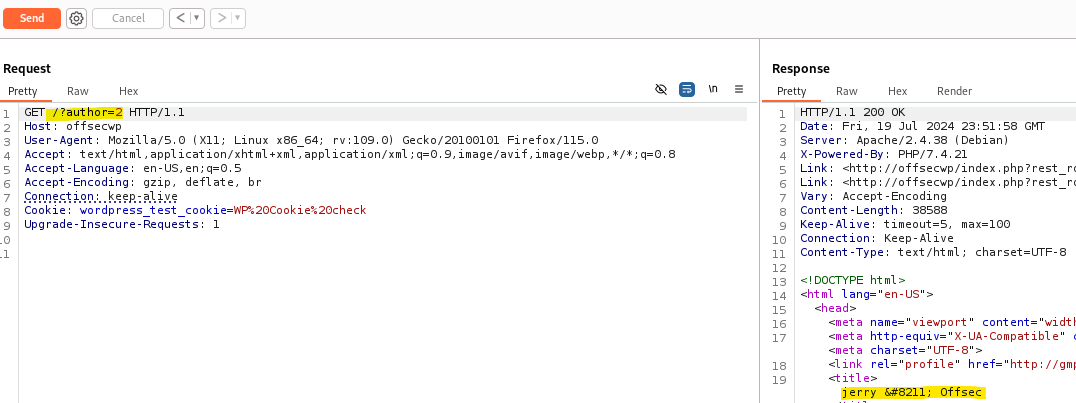 Send
Cancel
< | ▾
> | ▾
Request
Pretty Raw Hex
\n
1 GET /?author=2 HTTP/1.1
2 Host: offsecwp
3 User-Agent: Mozilla/5.0 (X11; Linux x86_64; rv:109.0) Gecko/20100101 Firefox/115.0
4 Accept: text/html,application/xhtml+xml,application/xml;q=0.9,image/avif,image/webp,*/*;q=0.8
5 Accept-Language: en-US,en;q=0.5
6 Accept-Encoding: gzip, deflate, br
7 Connection: keep-alive
8 Cookie: wordpress_test_cookie=WP%20Cookie%20check
9 Upgrade-Insecure-Requests: 1
10
11
Response
Pretty Raw Hex Render
1 HTTP/1.1 200 OK
2 Date: Fri, 19 Jul 2024 23:51:58 GMT
3 Server: Apache/2.4.38 (Debian)
4 X-Powered-By: PHP/7.4.21
5 Link: <http://offsecwp/index.php?rest_ro
6 Link: <http://offsecwp/index.php?rest_ro
7 Vary: Accept-Encoding
8 Content-Length: 38588
9 Keep-Alive: timeout=5, max=100
10 Connection: Keep-Alive
11 Content-Type: text/html; charset=UTF-8
12
13 <!DOCTYPE html>
14 <html lang="en-US">
15 <head>
16 <meta name="viewport" content="width
17 <meta http-equiv="X-UA-Compatible" c
<meta charset="UTF-8">
18 <link rel="profile" href="http://gmp
19 <title>
jerry &#8211; Offsec